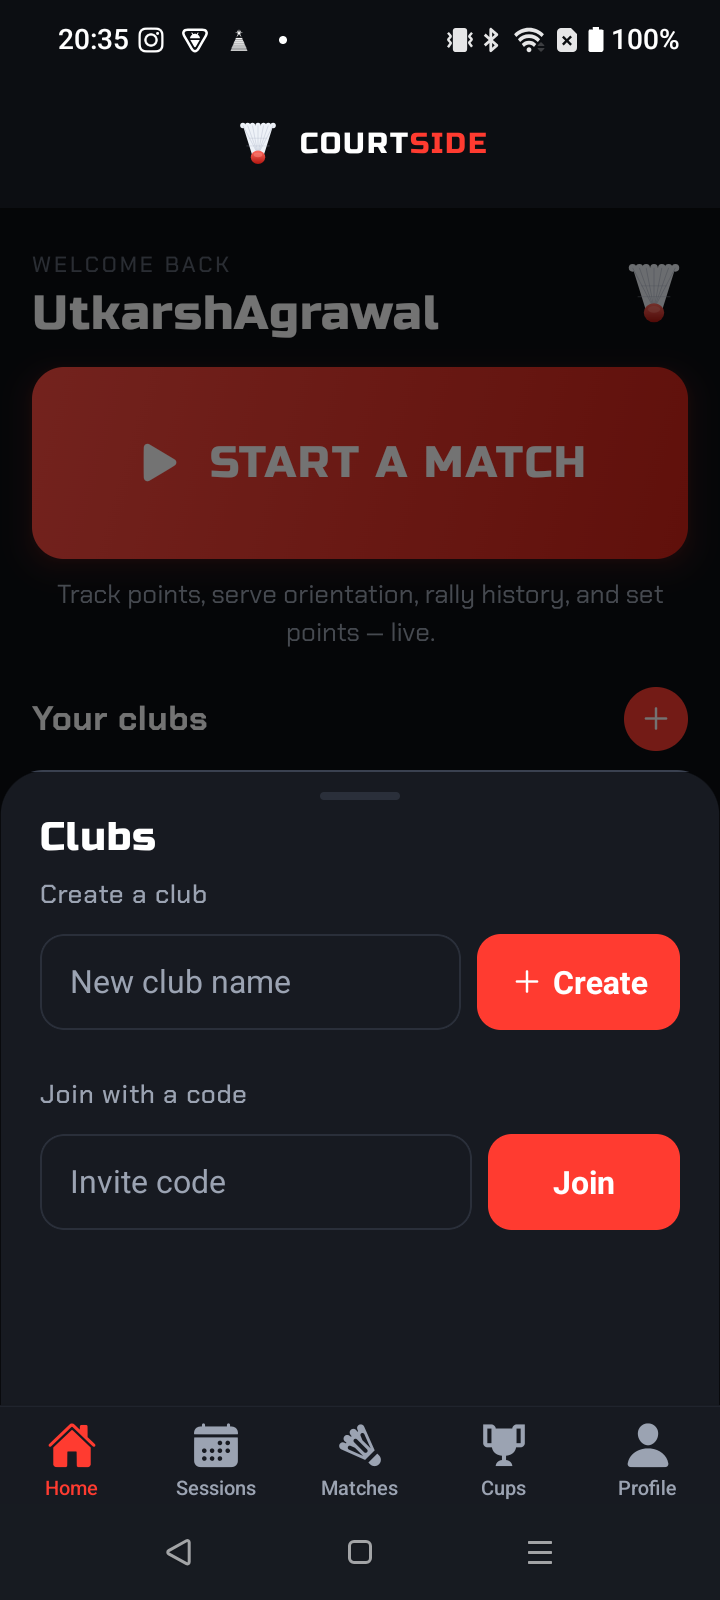 20:35
100%
COURTSIDE
WELCOME BACK
UtkarshAgrawal
START A MATCH
Track points, serve orientation, rally history, and set
points — live.
Your clubs
Clubs
Create a club
New club name
+ Create
Join with a code
Invite code
Join
Home
Sessions
Matches
Cups
Profile